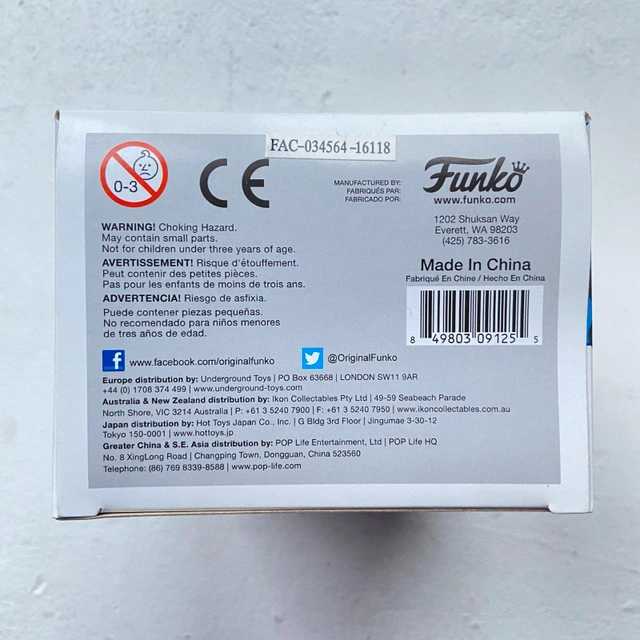 FAC-034564-16118
0-3
CE
MANUFACTURED BY:
FABRIQUÉS PAR:
FABRICADO POR:
Funko
www.funko.com
1202 Shuksan Way
Everett, WA 98203
(425) 783-3616
WARNING! Choking Hazard.
May contain small parts.
Not for children under three years of age.
AVERTISSEMENT! Risque d'étouffement.
Peut contenir des petites pièces.
Pas pour les enfants de moins de trois ans.
ADVERTENCIA! Riesgo de asfixia.
Puede contener piezas pequeñas.
No recomendado para niños menores
de tres años de edad.
Made In China
Fabriqué En Chine / Hecho En China
8 49803 09125 5
www.facebook.com/originalfunko
@OriginalFunko
Europe distribution by: Underground Toys | PO Box 63668 | LONDON SW11 9AR
+44 (0) 1708 374 499 | www.underground-toys.com
Australia & New Zealand distribution by: Ikon Collectables Pty Ltd | 49-59 Seabeach Parade
North Shore, VIC 3214 Australia | P: +61 3 5240 7900 | F: +61 3 5240 7950 | www.ikoncollectables.com.au
Japan distribution by: Hot Toys Japan Co., Inc. | G Bldg 3rd Floor | Jingumae 3-30-12
Tokyo 150-0001 | www.hottoys.jp
Greater China & S.E. Asia distribution by: POP Life Entertainment, Ltd | POP Life HQ
No. 8 XingLong Road | Changping Town, Dongguan, China 523560
Telephone: (86) 769 8339-8588 | www.pop-life.com